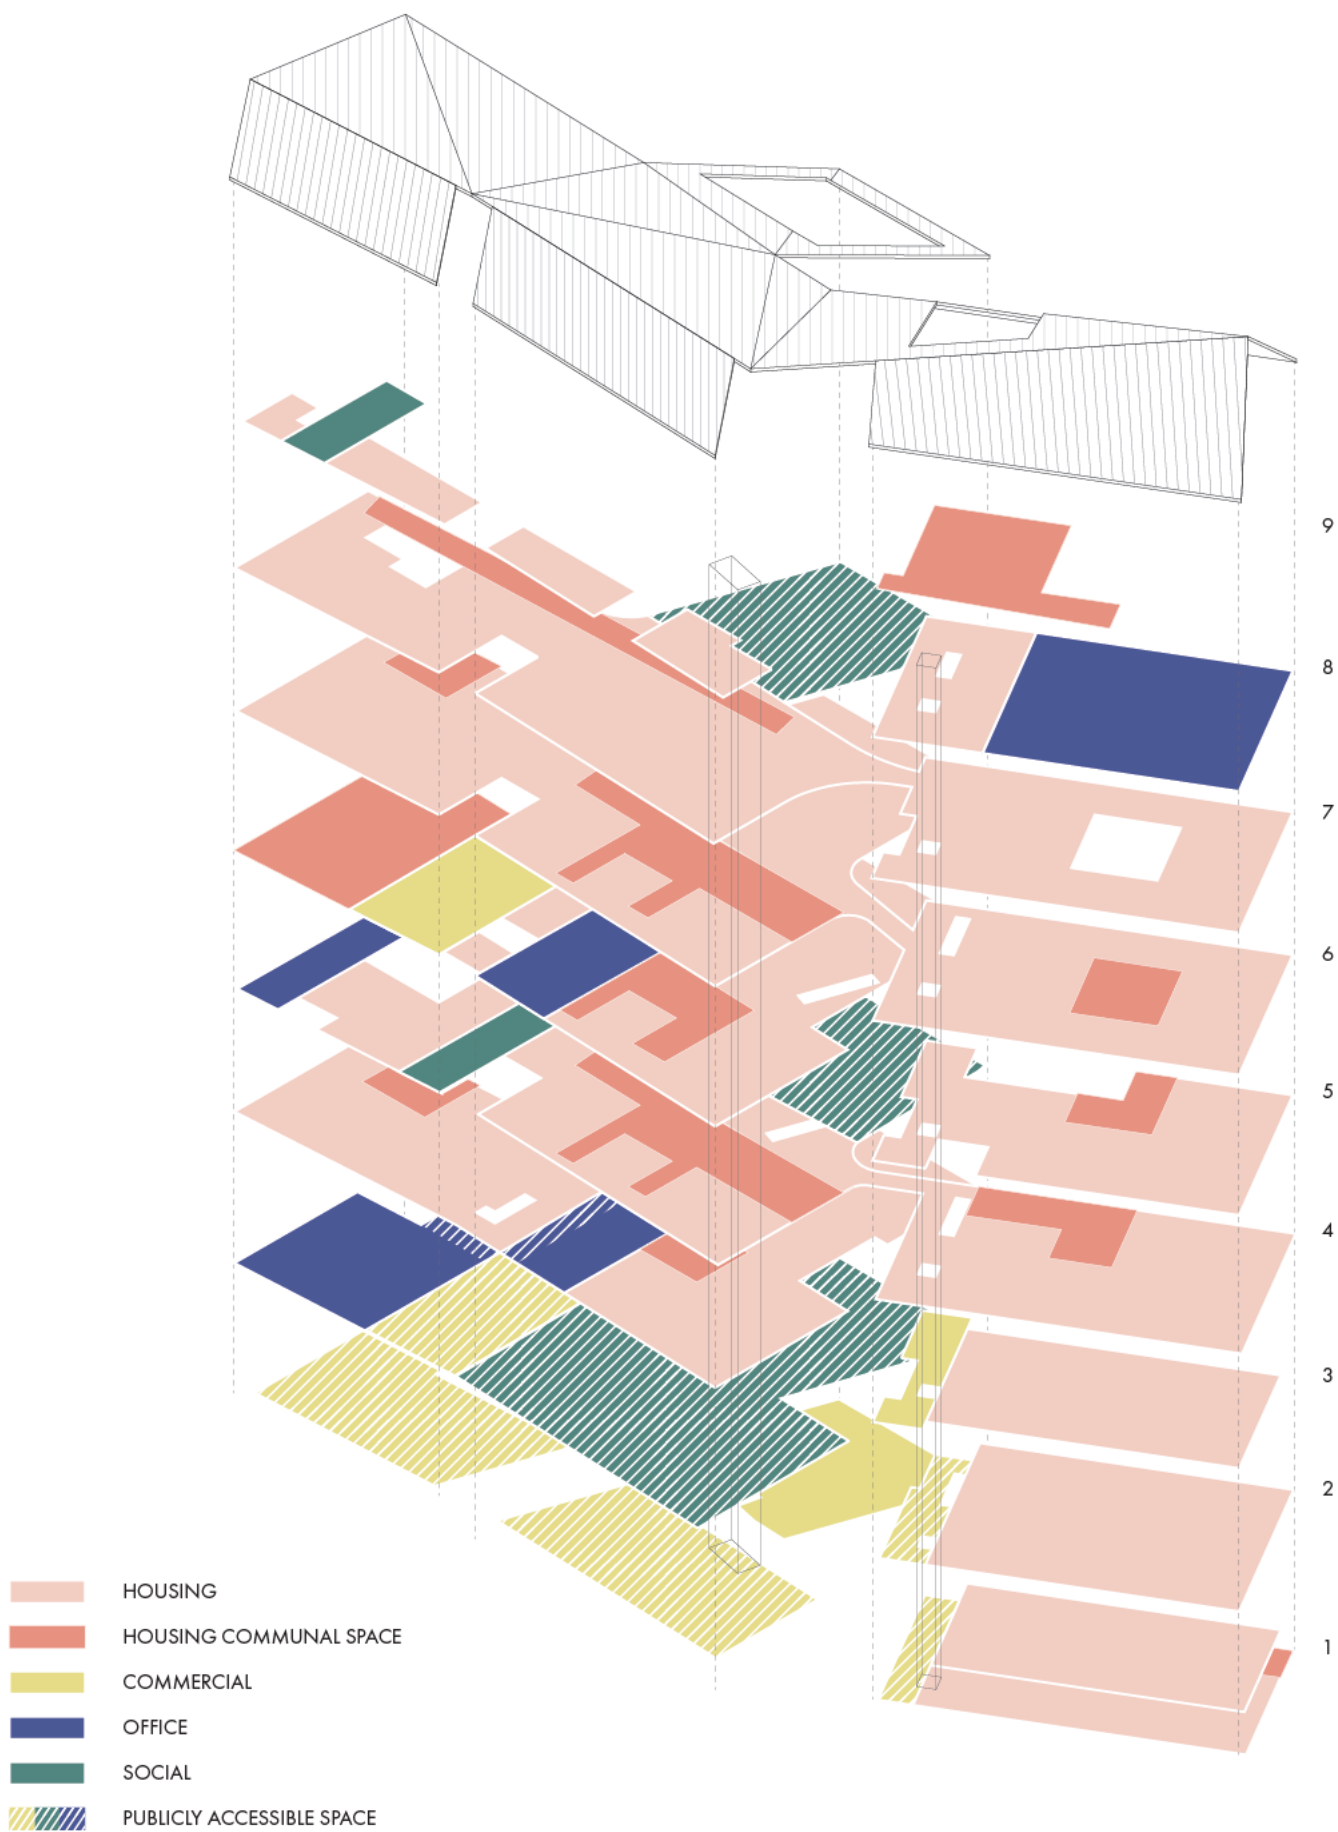 9
8
7
6
5
4
3
2
1
HOUSING
HOUSING COMMUNAL SPACE
COMMERCIAL
OFFICE
SOCIAL
PUBLICLY ACCESSIBLE SPACE